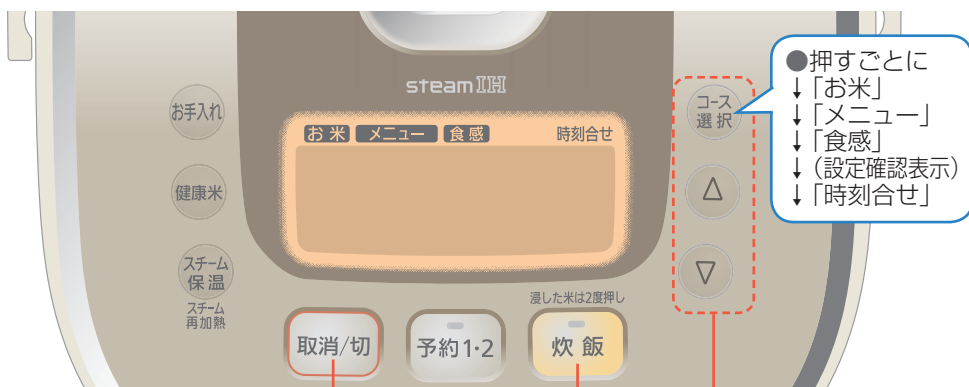 steam IH
お手入れ
健康米
スチーム
保温
スチーム
再加熱
お米 メニュー 食感 時刻合せ
コース
選択
△
▽
●押すごとに
↓「お米」
↓「メニュー」
↓「食感」
↓（設定確認表示）
↓「時刻合せ」
浸した米は2度押し
取消/切
予約1・2
炊飯